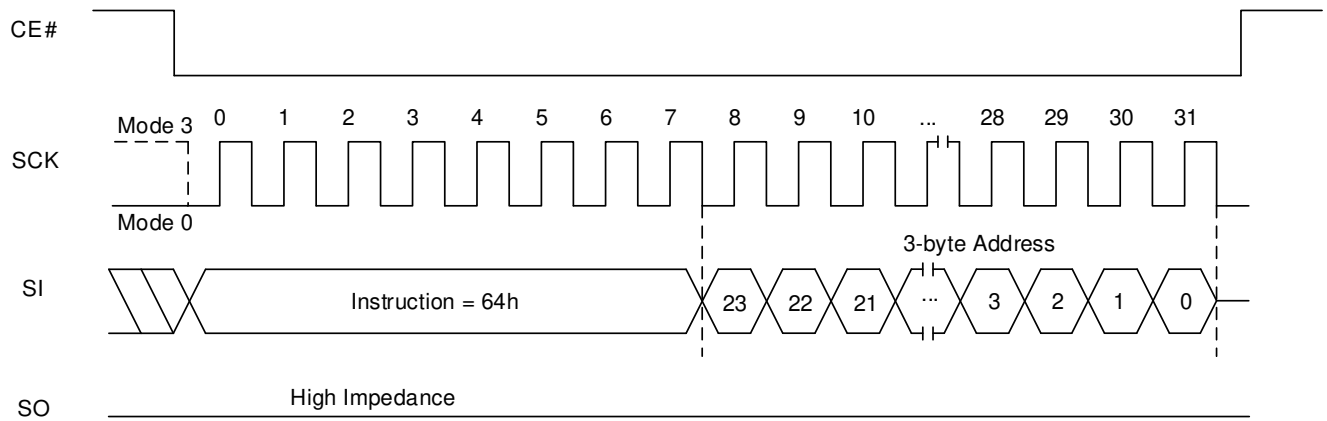 CE#
0 1 2 3 4 5 6 7 8 9 10 ... 28 29 30 31
Mode 3
SCK
Mode 0
3-byte Address
SI
Instruction = 64h 23 22 21 ... 3 2 1 0
High Impedance
SO